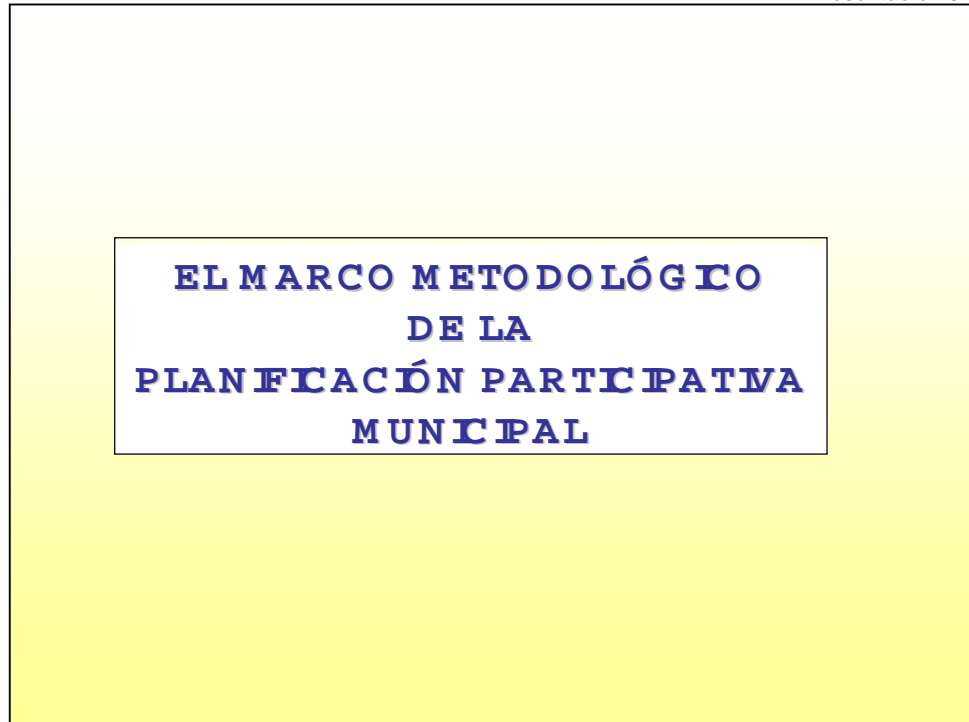 EL MARCO METODOLÓGICO
DE LA
PLANIFICACIÓN PARTICIPATIVA
MUNICIPAL